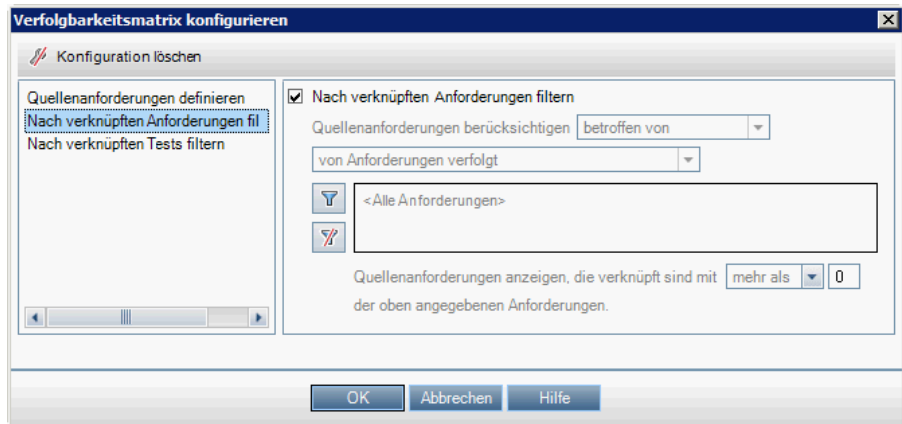 Verfolgbarkeitsmatrix konfigurieren
Konfiguration löschen
Quellenanforderungen definieren
Nach verknüpften Anforderungen fil
Nach verknüpften Tests filtern
Nach verknüpften Anforderungen filtern
Quellenanforderungen berücksichtigen betroffen von
von Anforderungen verfolgt
<Alle Anforderungen>
Quellenanforderungen anzeigen, die verknüpft sind mit mehr als 0
der oben angegebenen Anforderungen.
OK Abbrechen Hilfe